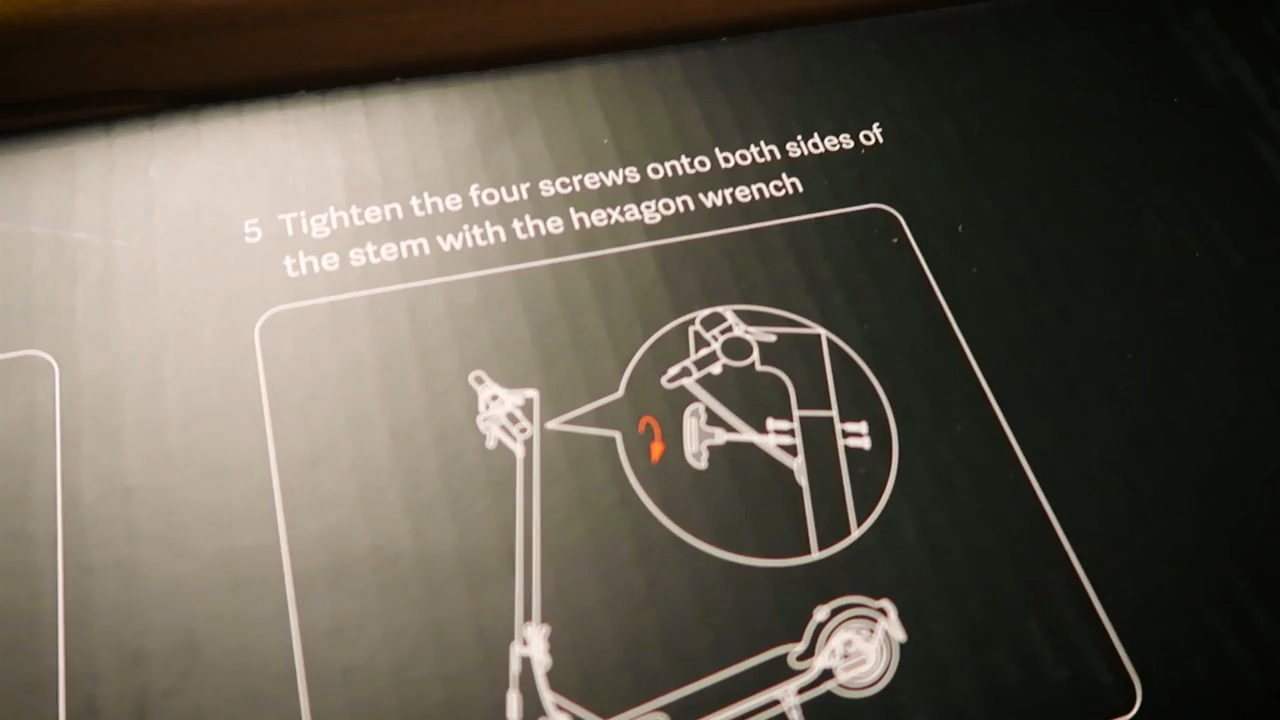 5 Tighten the four screws onto both sides of
the stem with the hexagon wrench